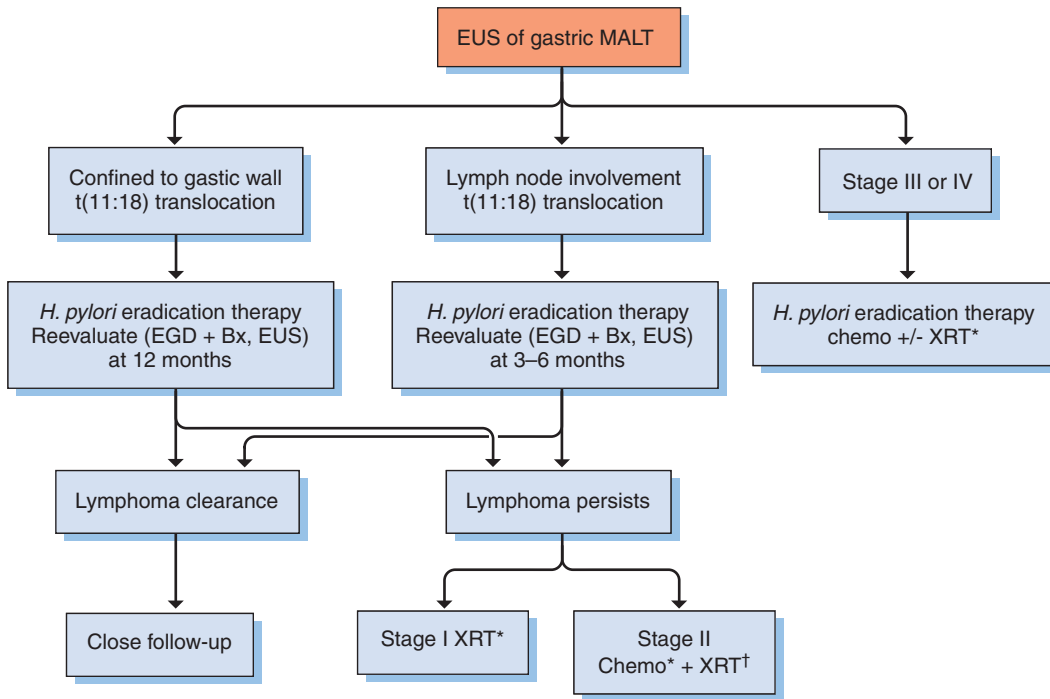 EUS of gastric MALT
Confined to gastic wall
t(11:18) translocation
Lymph node involvement
t(11:18) translocation
Stage III or IV
H. pylori eradication therapy
Reevaluate (EGD + Bx, EUS)
at 12 months
H. pylori eradication therapy
Reevaluate (EGD + Bx, EUS)
at 3–6 months
H. pylori eradication therapy
chemo +/- XRT*
Lymphoma clearance
Lymphoma persists
Close follow-up
Stage I XRT*
Stage II
Chemo* + XRT†